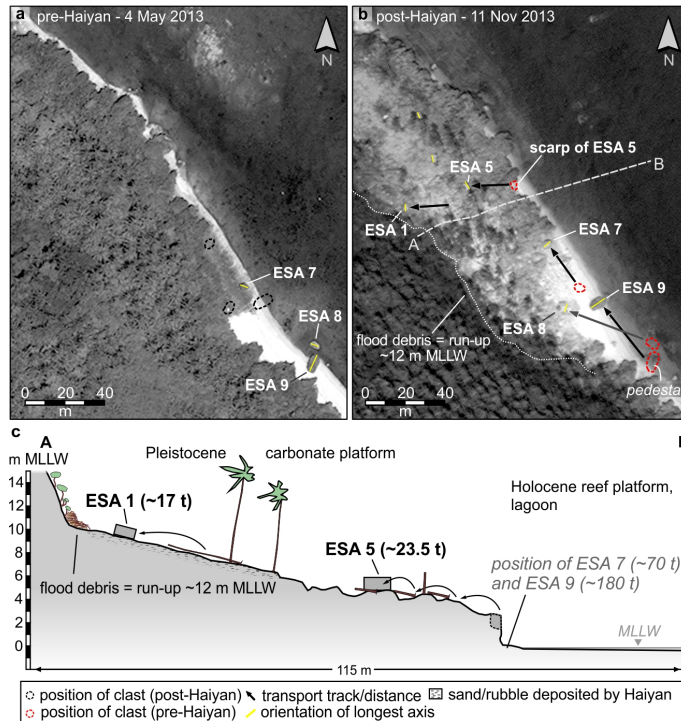 a pre-Haiyan - 4 May 2013
N
ESA 7
ESA 8
ESA 9
0 20 40
m
b post-Haiyan - 11 Nov 2013
N
scarp of ESA 5
B
ESA 5
ESA 1
A
ESA 7
ESA 9
ESA 8
flood debris = run-up
~12 m MLLW
pedesta
0 20 40
m
c
A
m MLLW
Pleistocene carbonate platform
14
12
10
8
6
4
2
0
Holocene reef platform,
lagoon
ESA 1 (~17 t)
ESA 5 (~23.5 t)
position of ESA 7 (~70 t)
and ESA 9 (~180 t)
flood debris = run-up ~12 m MLLW
MLLW
115 m
position of clast (post-Haiyan) transport track/distance sand/rubble deposited by Haiyan
position of clast (pre-Haiyan) orientation of longest axis